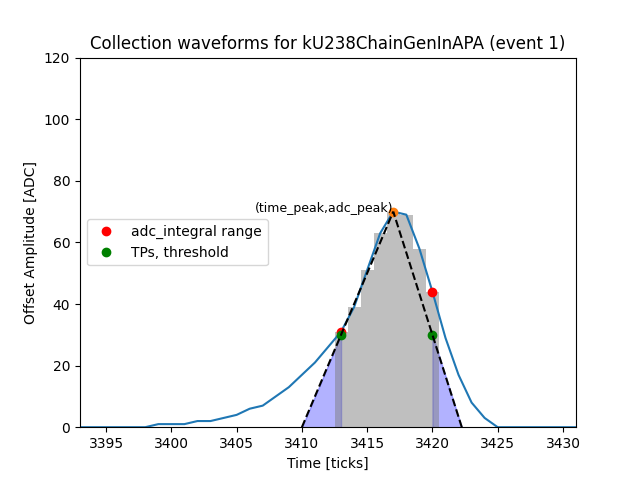 Collection waveforms for kU238ChainGenInAPA (event 1)
120
100
80
60
40
20
0
Offset Amplitude [ADC]
(time_peak,adc_peak)
adc_integral range
TPs, threshold
3395 3400 3405 3410 3415 3420 3425 3430
Time [ticks]